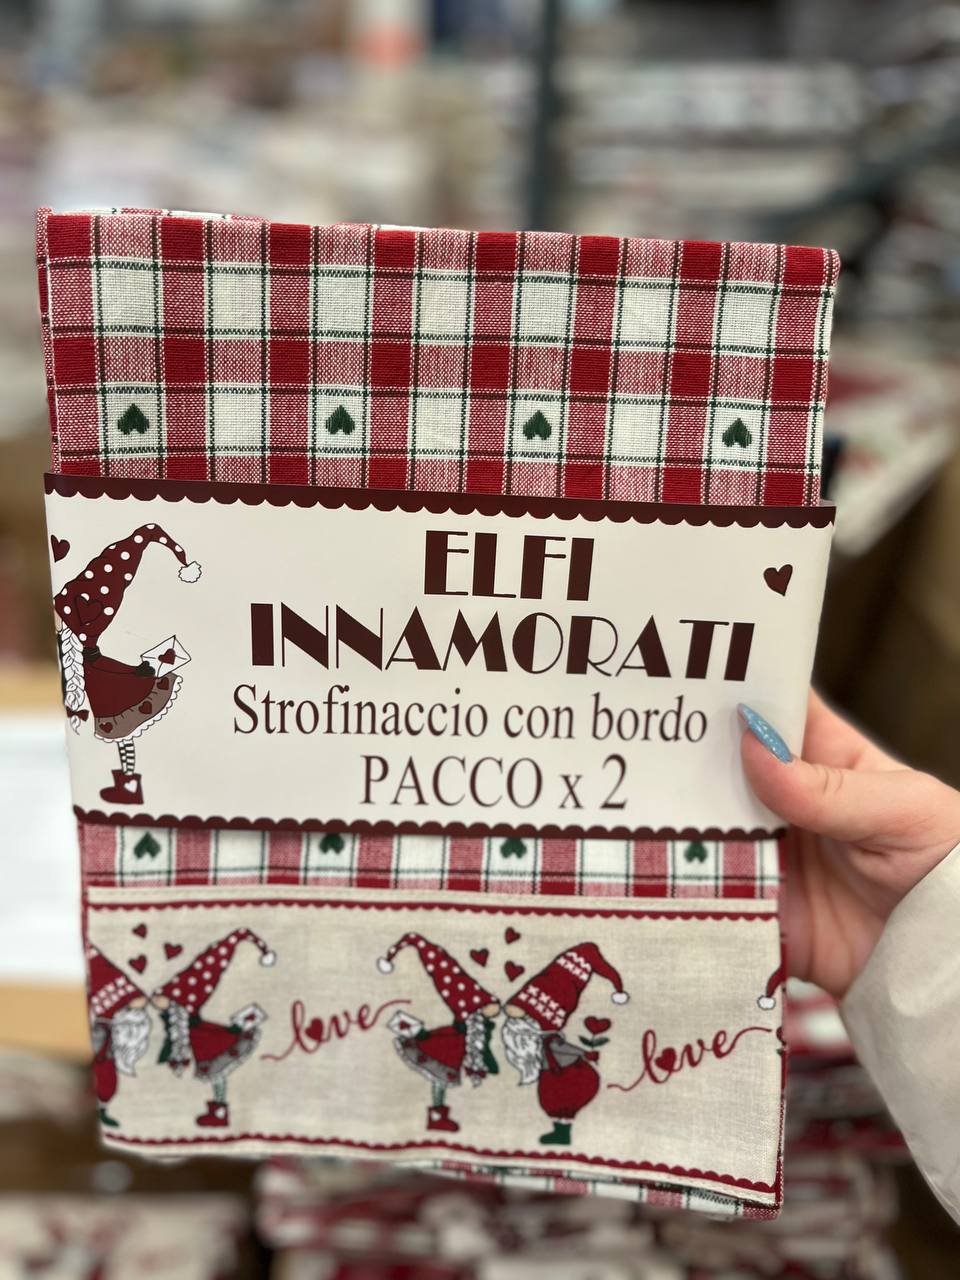 ELFI
INNAMORATI
Strofinaccio con bordo
PACCO x 2
love
love